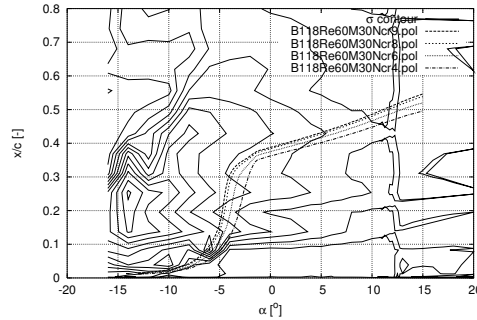 0.8
0.7
0.6
0.5
0.4
0.3
0.2
0.1
0
x/c [-]
σ contour
B118Re60M30Ncr9.pol
B118Re60M30Ncr8.pol
B118Re60M30Ncr6.pol
B118Re60M30Ncr4.pol
-20 -15 -10 -5 0 5 10 15 20
α [°]